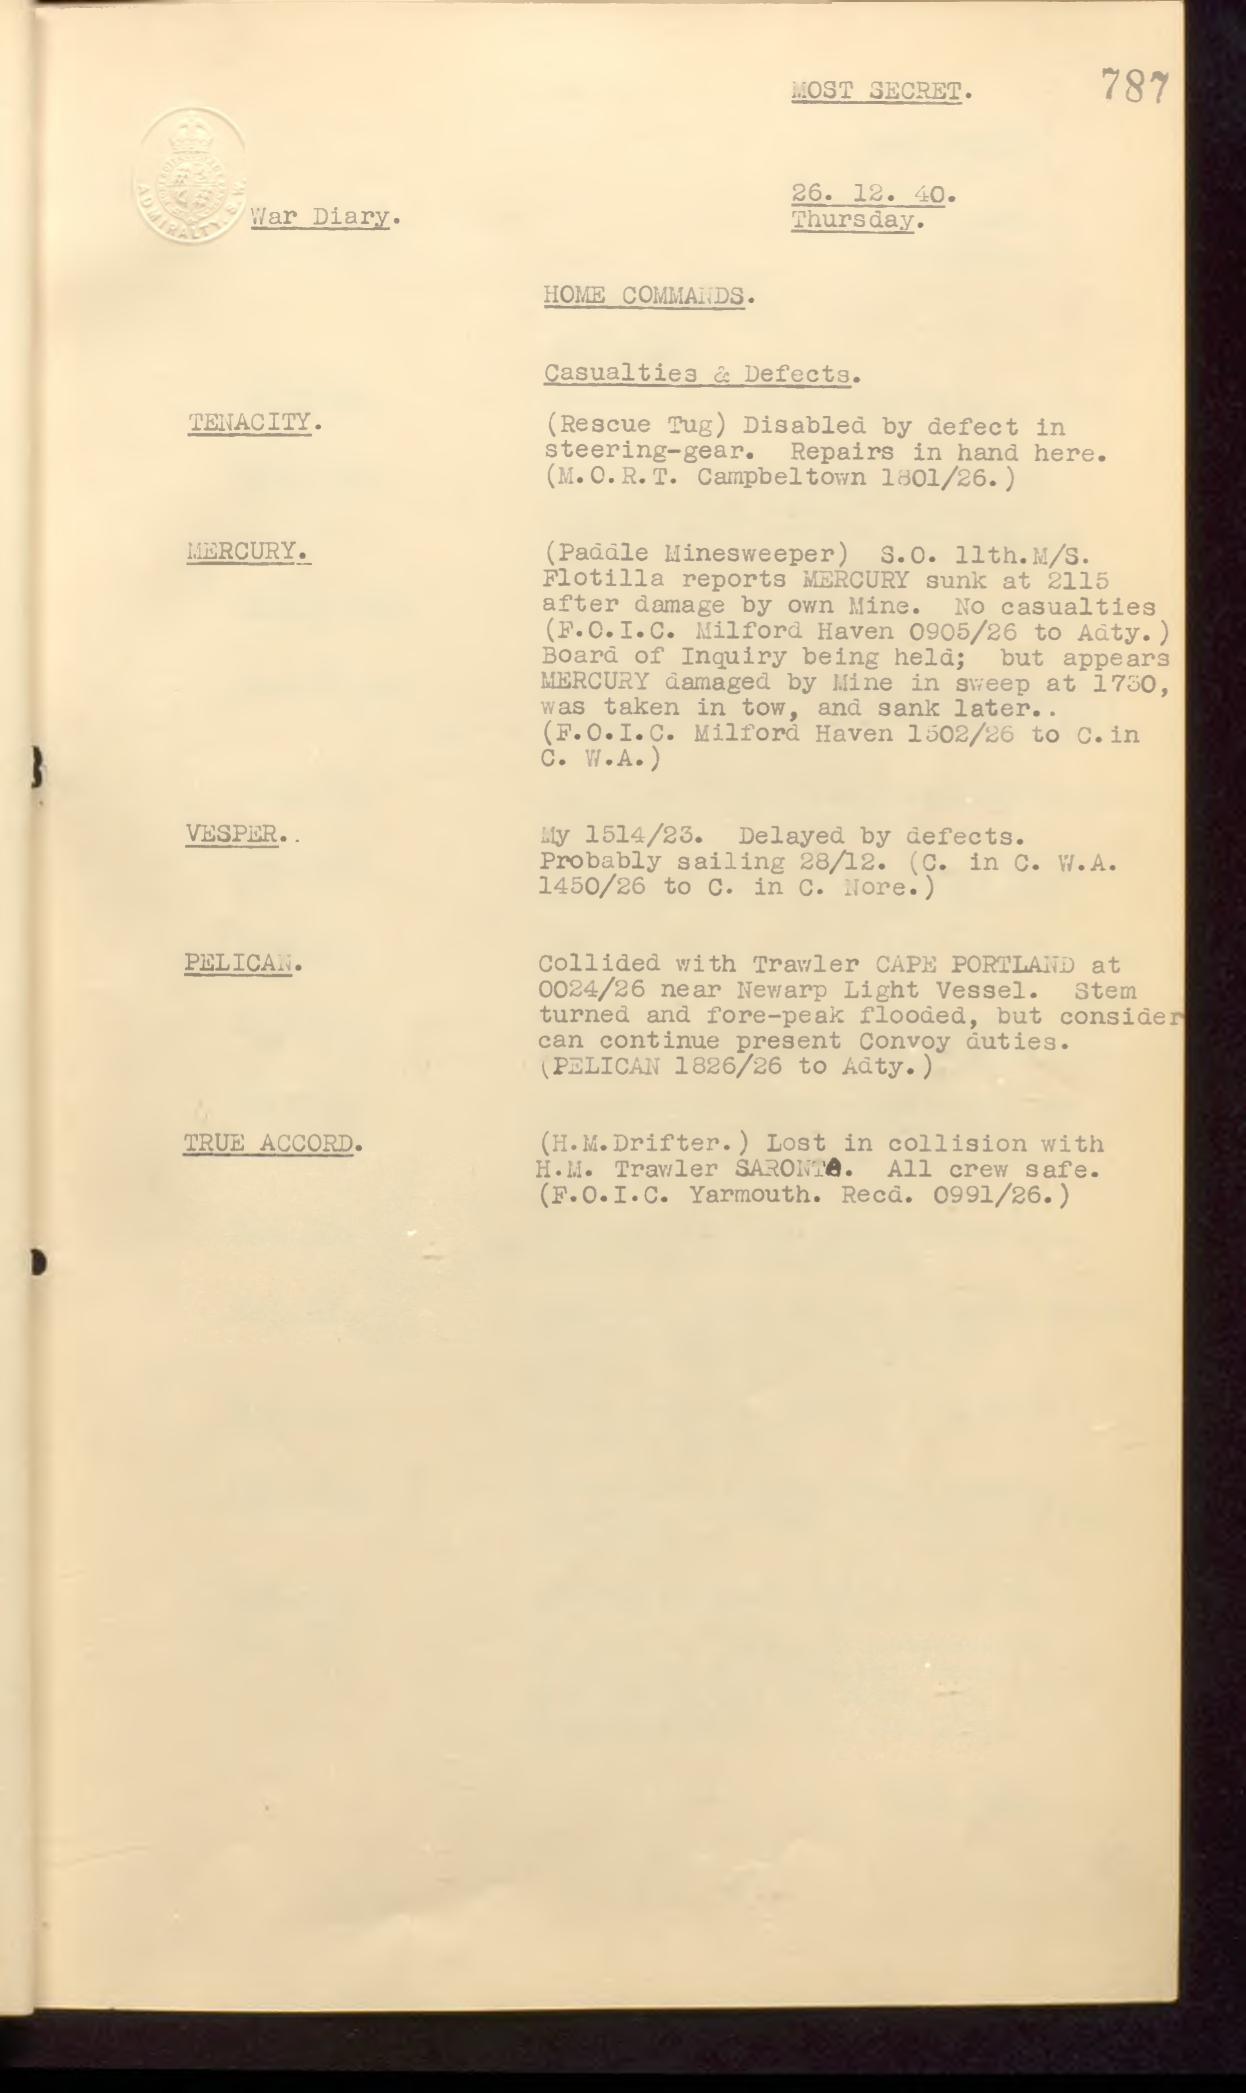 MOST SECRET.
787
ADMIRALTY. S.W.
War Diary.
26. 12. 40.
Thursday.
HOME COMMANDS.
Casualties & Defects.
TENACITY.
(Rescue Tug) Disabled by defect in
steering-gear. Repairs in hand here.
(M.O.R.T. Campbeltown 1801/26.)
MERCURY.
(Paddle Minesweeper) S.O. 11th.M/S.
Flotilla reports MERCURY sunk at 2115
after damage by own Mine. No casualties
(F.O.I.C. Milford Haven 0905/26 to Adty.)
Board of Inquiry being held; but appears
MERCURY damaged by Mine in sweep at 1730,
was taken in tow, and sank later..
(F.O.I.C. Milford Haven 1502/26 to C.in
C. W.A.)
VESPER..
My 1514/23. Delayed by defects.
Probably sailing 28/12. (C. in C. W.A.
1450/26 to C. in C. Nore.)
PELICAN.
Collided with Trawler CAPE PORTLAND at
0024/26 near Newarp Light Vessel. Stem
turned and fore-peak flooded, but consider
can continue present Convoy duties.
(PELICAN 1826/26 to Adty.)
TRUE ACCORD.
(H.M.Drifter.) Lost in collision with
H.M. Trawler SARONTA. All crew safe.
(F.O.I.C. Yarmouth. Recd. 0991/26.)